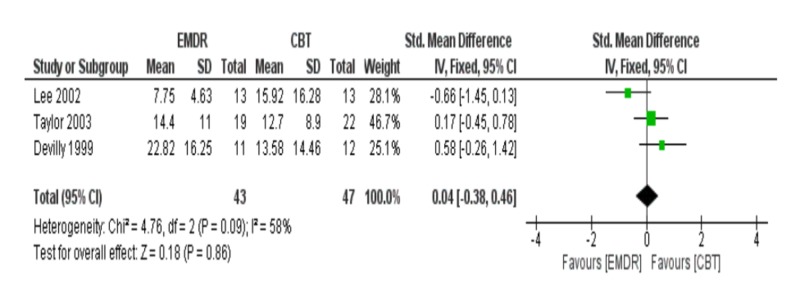 EMDR CBT Std. Mean Difference Std. Mean Difference
Study or Subgroup Mean SD Total Mean SD Total Weight IV, Fixed, 95% CI IV, Fixed, 95% CI
Lee 2002 7.75 4.63 13 15.92 16.28 13 28.1% -0.66 [-1.45, 0.13]
Taylor 2003 14.4 11 19 12.7 8.9 22 46.7% 0.17 [-0.45, 0.78]
Devilly 1999 22.82 16.25 11 13.58 14.46 12 25.1% 0.58 [-0.26, 1.42]
Total (95% CI) 43 47 100.0% 0.04 [-0.38, 0.46]
Heterogeneity: Chi² = 4.76, df = 2 (P = 0.09); I² = 58%
Test for overall effect: Z = 0.18 (P = 0.86)
-4 -2 0 2 4
Favours [EMDR] Favours [CBT]